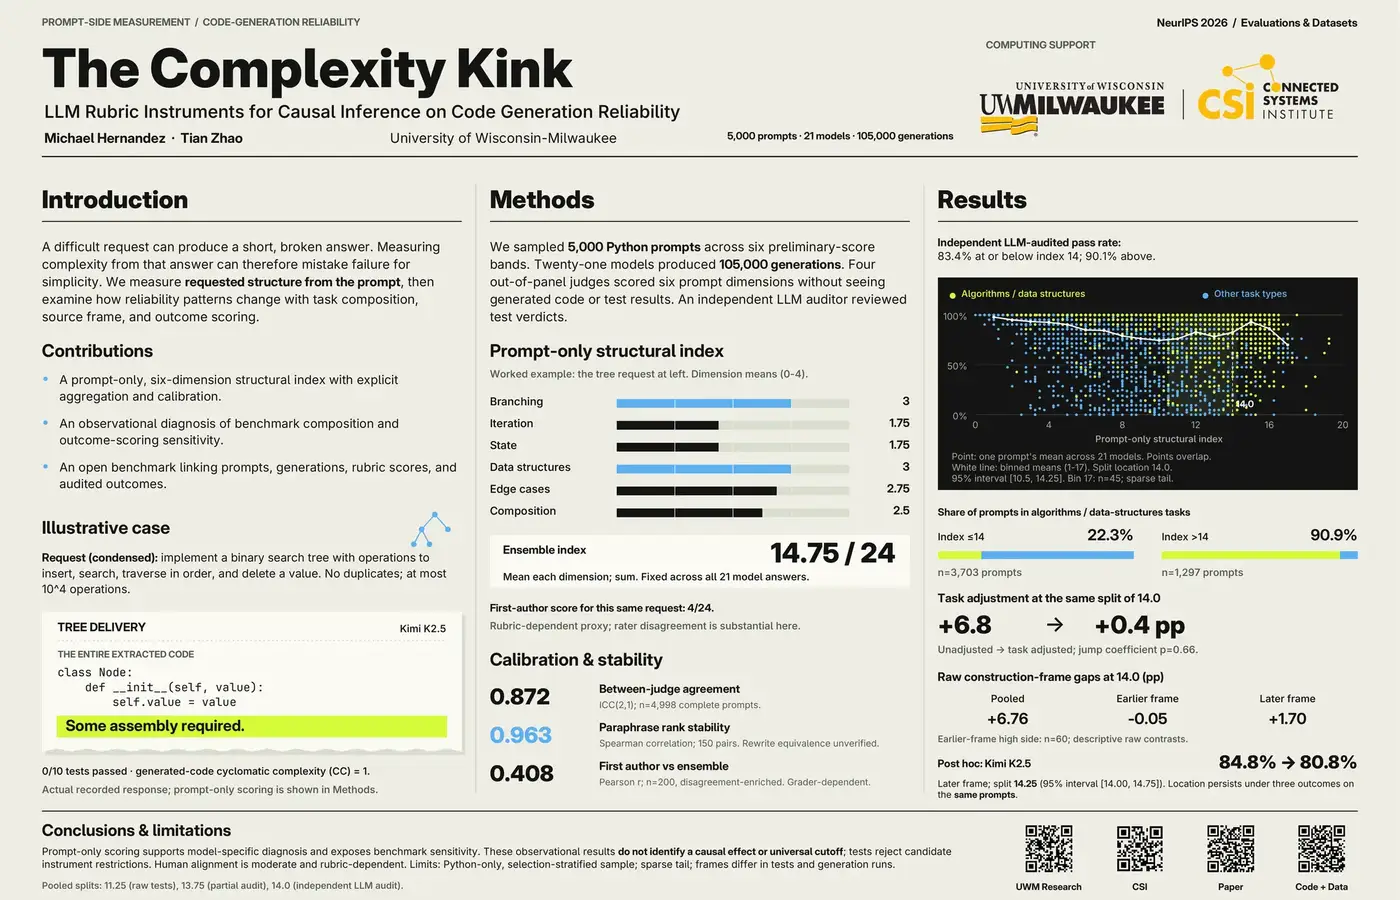 PROMPT-SIDE MEASUREMENT / CODE-GENERATION RELIABILITY
NeurIPS 2026 / Evaluations & Datasets
The Complexity Kink
LLM Rubric Instruments for Causal Inference on Code Generation Reliability
Michael Hernandez · Tian Zhao
University of Wisconsin-Milwaukee
5,000 prompts · 21 models · 105,000 generations
COMPUTING SUPPORT
UNIVERSITY of WISCONSIN
UWMILWAUKEE
CSi CONNECTED
SYSTEMS
INSTITUTE
Introduction
A difficult request can produce a short, broken answer. Measuring
complexity from that answer can therefore mistake failure for
simplicity. We measure requested structure from the prompt, then
examine how reliability patterns change with task composition,
source frame, and outcome scoring.
Contributions
• A prompt-only, six-dimension structural index with explicit
aggregation and calibration.
• An observational diagnosis of benchmark composition and
outcome-scoring sensitivity.
• An open benchmark linking prompts, generations, rubric scores, and
audited outcomes.
Illustrative case
Request (condensed): implement a binary search tree with operations to
insert, search, traverse in order, and delete a value. No duplicates; at most
10^4 operations.
TREE DELIVERY
Kimi K2.5
THE ENTIRE EXTRACTED CODE
class Node:
    def __init__(self, value):
        self.value = value
Some assembly required.
0/10 tests passed · generated-code cyclomatic complexity (CC) = 1.
Actual recorded response; prompt-only scoring is shown in Methods.
Methods
We sampled 5,000 Python prompts across six preliminary-score
bands. Twenty-one models produced 105,000 generations. Four
out-of-panel judges scored six prompt dimensions without seeing
generated code or test results. An independent LLM auditor reviewed
test verdicts.
Prompt-only structural index
Worked example: the tree request at left. Dimension means (0-4).
Branching 3
Iteration 1.75
State 1.75
Data structures 3
Edge cases 2.75
Composition 2.5
Ensemble index 14.75 / 24
Mean each dimension; sum. Fixed across all 21 model answers.
First-author score for this same request: 4/24.
Rubric-dependent proxy; rater disagreement is substantial here.
Calibration & stability
0.872 Between-judge agreement
ICC(2,1); n=4,998 complete prompts.
0.963 Paraphrase rank stability
Spearman correlation; 150 pairs. Rewrite equivalence unverified.
0.408 First author vs ensemble
Pearson r; n=200, disagreement-enriched. Grader-dependent.
Results
Independent LLM-audited pass rate:
83.4% at or below index 14; 90.1% above.
Algorithms / data structures
Other task types
100%
50%
0%
14.0
0 4 8 12 16 20
Prompt-only structural index
Point: one prompt's mean across 21 models. Points overlap.
White line: binned means (1-17). Split location 14.0.
95% interval [10.5, 14.25]. Bin 17: n=45; sparse tail.
Share of prompts in algorithms / data-structures tasks
Index ≤14 22.3%
n=3,703 prompts
Index >14 90.9%
n=1,297 prompts
Task adjustment at the same split of 14.0
+6.8 → +0.4 pp
Unadjusted → task adjusted; jump coefficient p=0.66.
Raw construction-frame gaps at 14.0 (pp)
Pooled Earlier frame Later frame
+6.76 -0.05 +1.70
Earlier-frame high side: n=60; descriptive raw contrasts.
Post hoc: Kimi K2.5 84.8% → 80.8%
Later frame; split 14.25 (95% interval [14.00, 14.75]). Location persists under three outcomes on
the same prompts.
Conclusions & limitations
Prompt-only scoring supports model-specific diagnosis and exposes benchmark sensitivity. These observational results do not identify a causal effect or universal cutoff; tests reject candidate
instrument restrictions. Human alignment is moderate and rubric-dependent. Limits: Python-only, selection-stratified sample; sparse tail; frames differ in tests and generation runs.
Pooled splits: 11.25 (raw tests), 13.75 (partial audit), 14.0 (independent LLM audit).
UWM Research
CSI
Paper
Code + Data